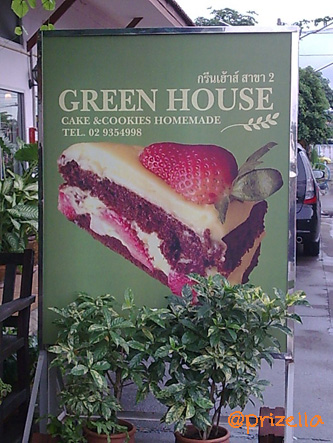 กรีนเฮ้าส์ สาขา 2
GREEN HOUSE
CAKE &COOKIES HOMEMADE
TEL. 02 9354998
@prizella